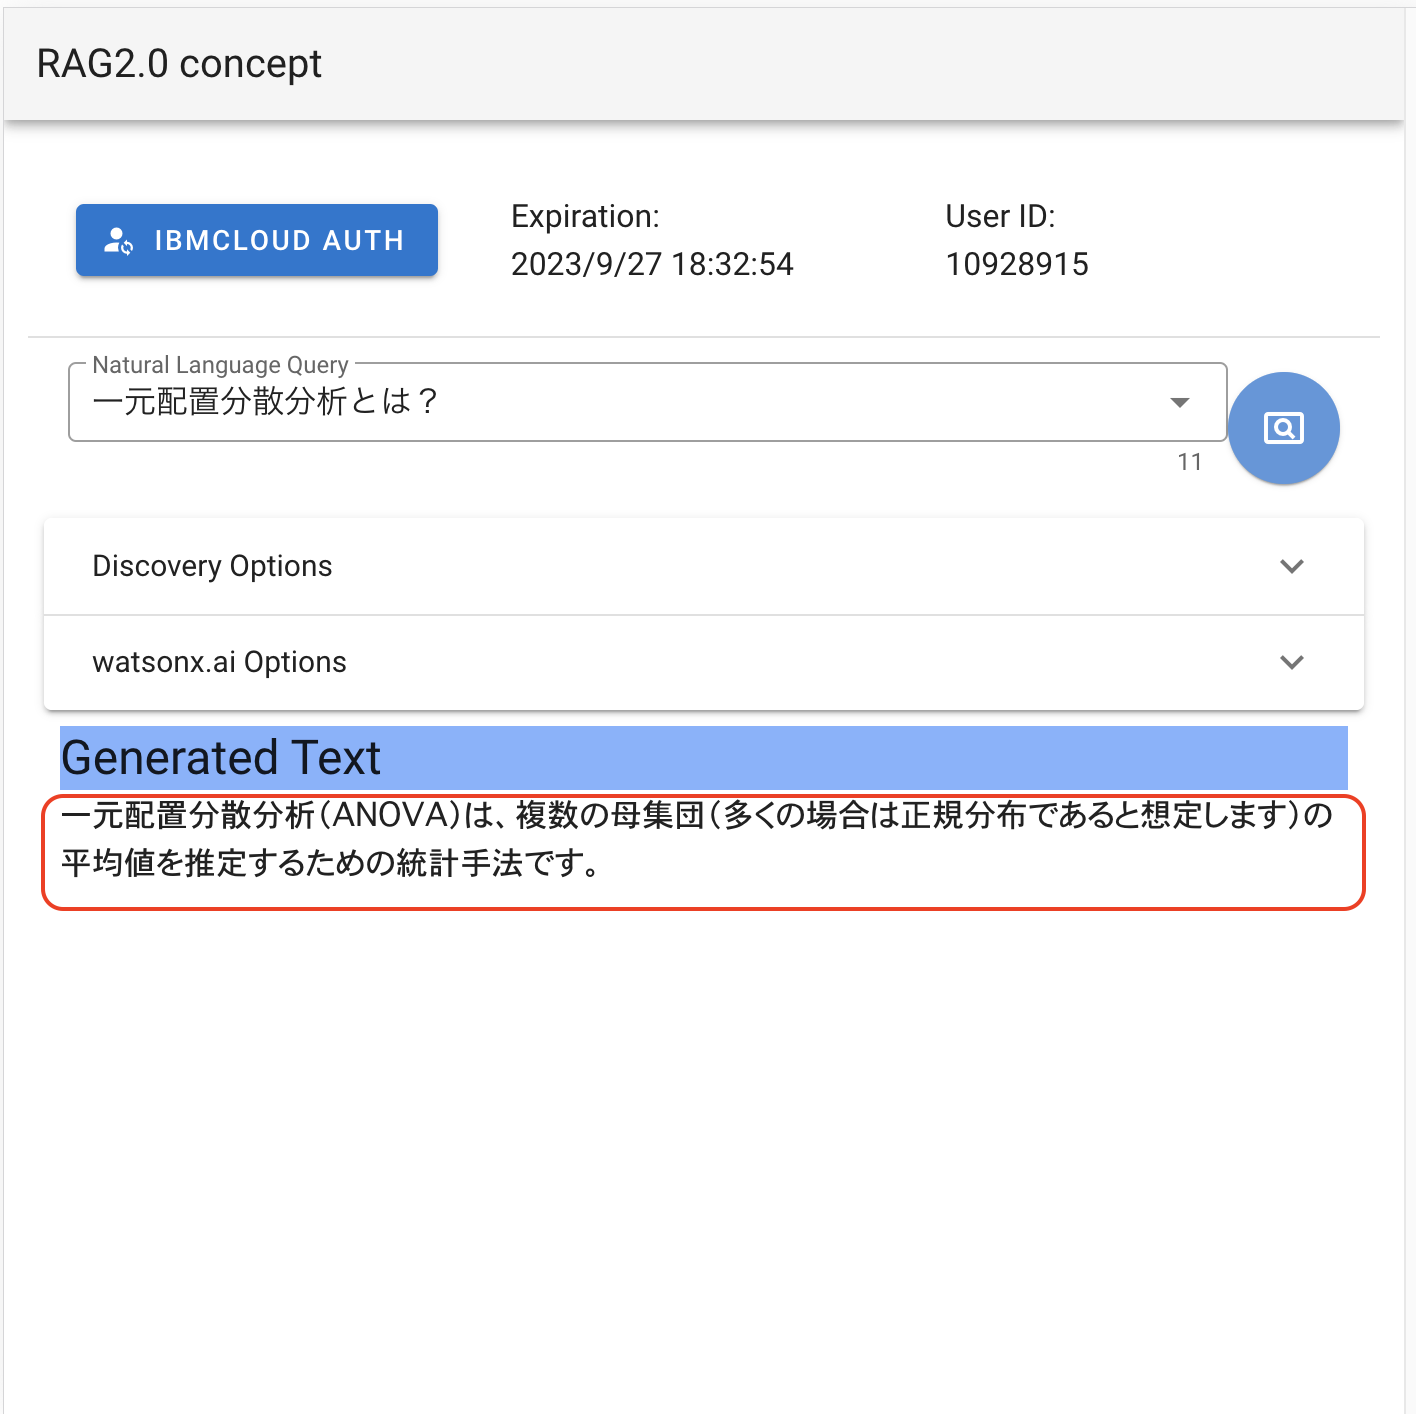 RAG2.0 concept
IBMCLOUD AUTH
Expiration:
2023/9/27 18:32:54
User ID:
10928915
Natural Language Query
一元配置分散分析とは？
11
Discovery Options
watsonx.ai Options
Generated Text
一元配置分散分析（ANOVA）は、複数の母集団（多くの場合は正規分布であると想定します）の
平均値を推定するための統計手法です。